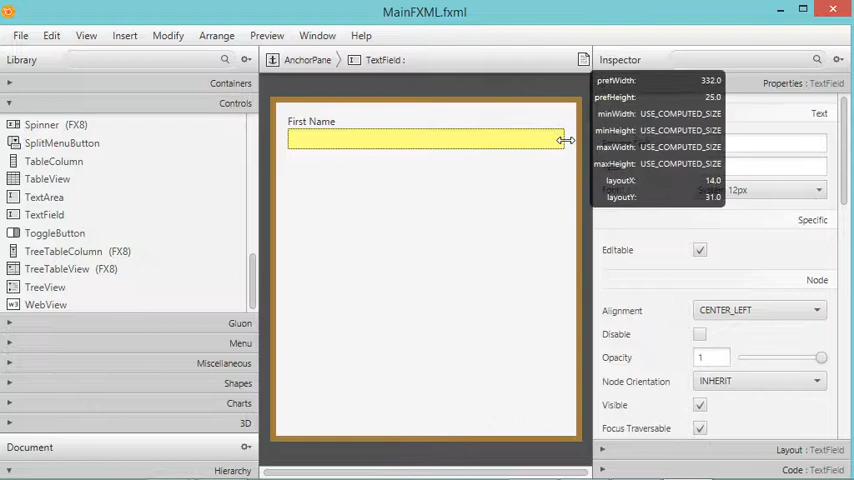 MainFXML.fxml
File Edit View Insert Modify Arrange Preview Window Help
Library
AnchorPane TextField :
Inspector
Containers
Controls
Spinner (FX8)
SplitMenuButton
TableColumn
TableView
TextArea
TextField
ToggleButton
TreeTableColumn (FX8)
TreeTableView (FX8)
TreeView
WebView
Gluon
Menu
Miscellaneous
Shapes
Charts
3D
Document
Hierarchy
First Name
prefWidth: 332.0
prefHeight: 25.0
minWidth: USE_COMPUTED_SIZE
minHeight: USE_COMPUTED_SIZE
maxWidth: USE_COMPUTED_SIZE
maxHeight: USE_COMPUTED_SIZE
layoutX: 14.0
layoutY: 31.0
Properties : TextField
Text
12px
Specific
Editable
Node
Alignment CENTER_LEFT
Disable
Opacity 1
Node Orientation INHERIT
Visible
Focus Traversable
Layout : TextField
Code : TextField